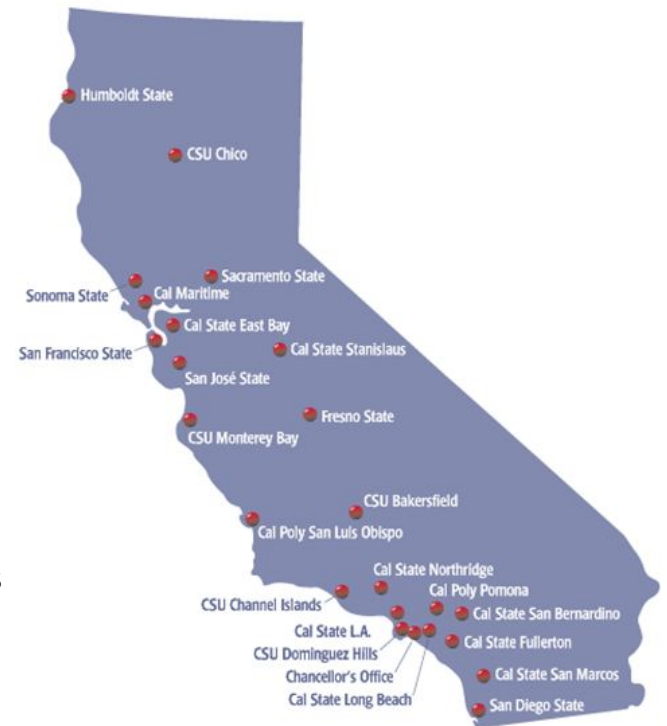 Humboldt State
CSU Chico
Sacramento State
Sonoma State
Cal Maritime
Cal State East Bay
San Francisco State
Cal State Stanislaus
San José State
Fresno State
CSU Monterey Bay
CSU Bakersfield
Cal Poly San Luis Obispo
Cal State Northridge
Cal Poly Pomona
CSU Channel Islands
Cal State San Bernardino
Cal State L.A.
Cal State Fullerton
CSU Dominguez Hills
Chancellor's Office
Cal State San Marcos
Cal State Long Beach
San Diego State